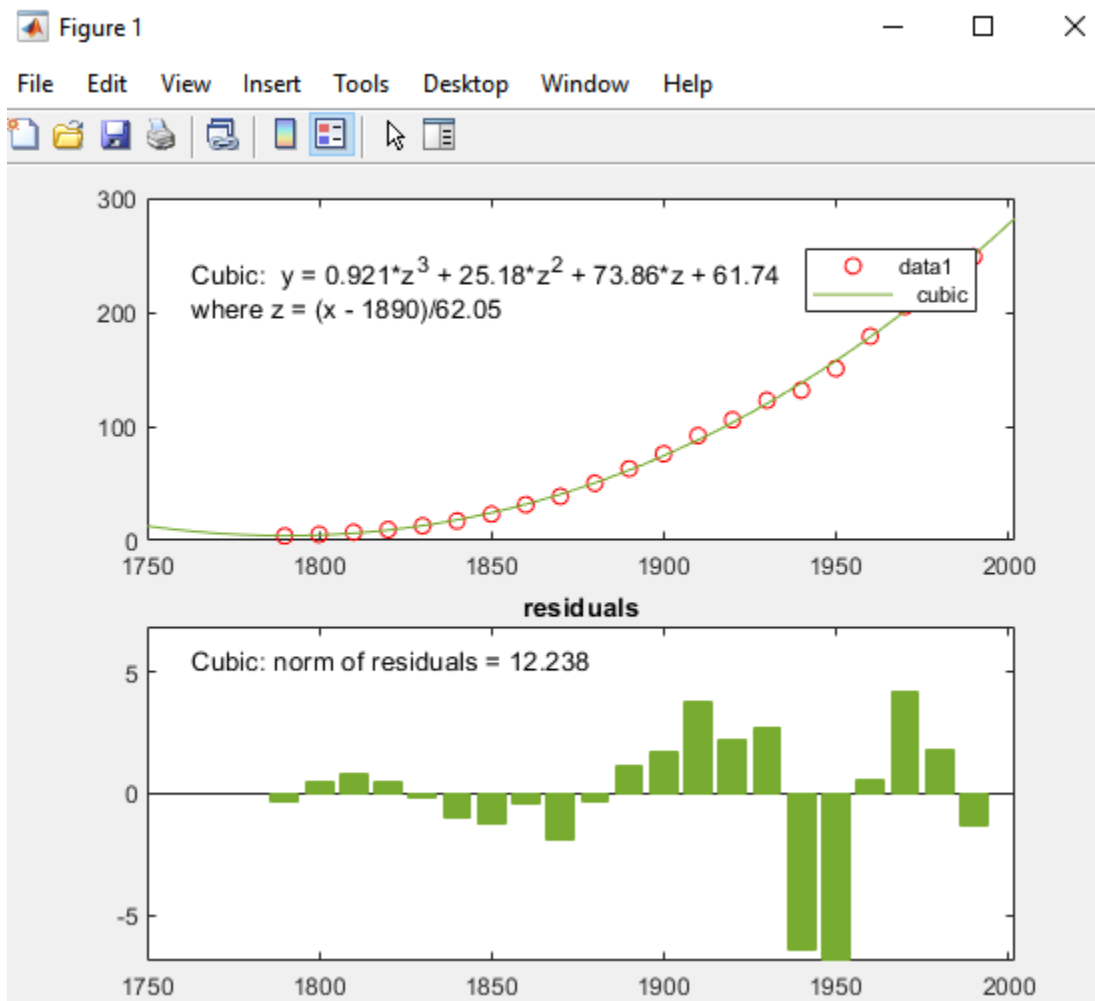 Figure 1
File Edit View Insert Tools Desktop Window Help
300
200
100
0
Cubic: y = 0.921*z^3 + 25.18*z^2 + 73.86*z + 61.74
where z = (x - 1890)/62.05
data1
cubic
1750 1800 1850 1900 1950 2000
residuals
Cubic: norm of residuals = 12.238
5
0
-5
1750 1800 1850 1900 1950 2000